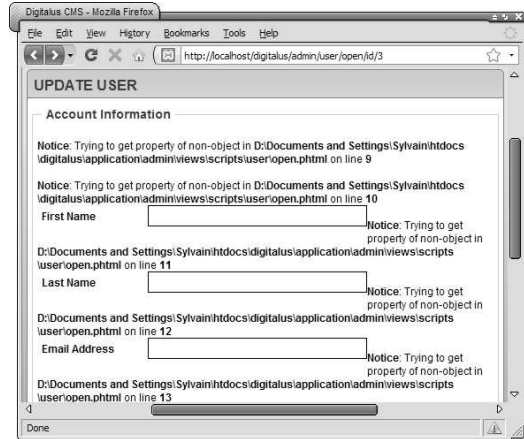 Digitalus CMS - Mozilla Firefox
File Edit View History Bookmarks Tools Help
http://localhost/digitalus/admin/user/open/id/3
UPDATE USER
Account Information
Notice: Trying to get property of non-object in D:\Documents and Settings\Sylvain\htdocs
\digitalus\application\admin\views\scripts\user\open.phtml on line 9
Notice: Trying to get property of non-object in D:\Documents and Settings\Sylvain\htdocs
\digitalus\application\admin\views\scripts\user\open.phtml on line 10
First Name
Notice: Trying to get
property of non-object in
D:\Documents and Settings\Sylvain\htdocs\digitalus\application\admin\views\scripts
\user\open.phtml on line 11
Last Name
Notice: Trying to get
property of non-object in
D:\Documents and Settings\Sylvain\htdocs\digitalus\application\admin\views\scripts
\user\open.phtml on line 12
Email Address
Notice: Trying to get
property of non-object in
D:\Documents and Settings\Sylvain\htdocs\digitalus\application\admin\views\scripts
\user\open.phtml on line 13
Done